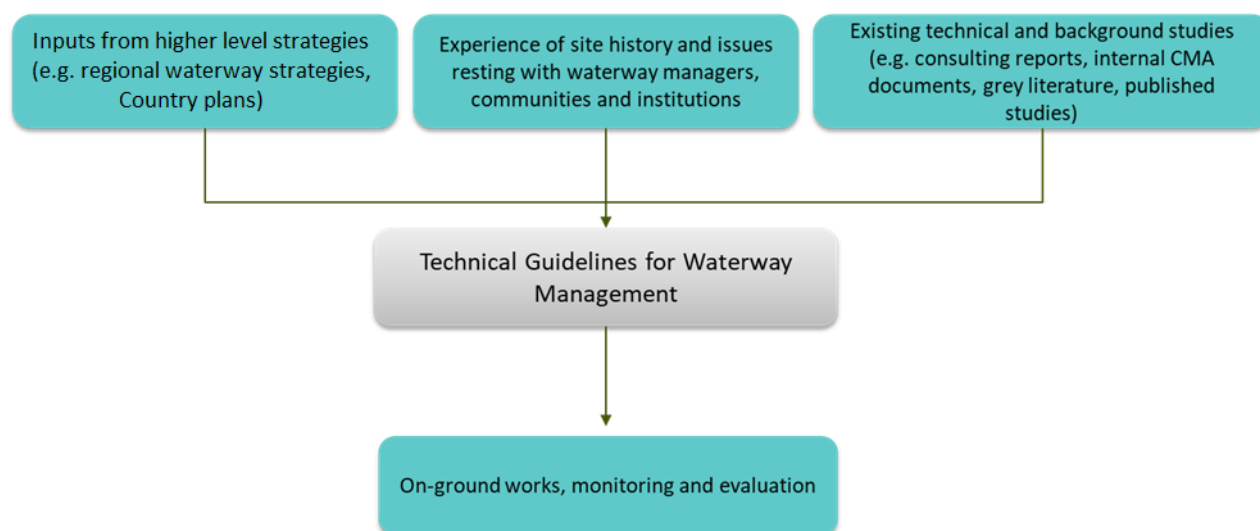 Inputs from higher level strategies
(e.g. regional waterway strategies,
Country plans)
Experience of site history and issues
resting with waterway managers,
communities and institutions
Existing technical and background studies
(e.g. consulting reports, internal CMA
documents, grey literature, published
studies)
Technical Guidelines for Waterway
Management
On-ground works, monitoring and evaluation